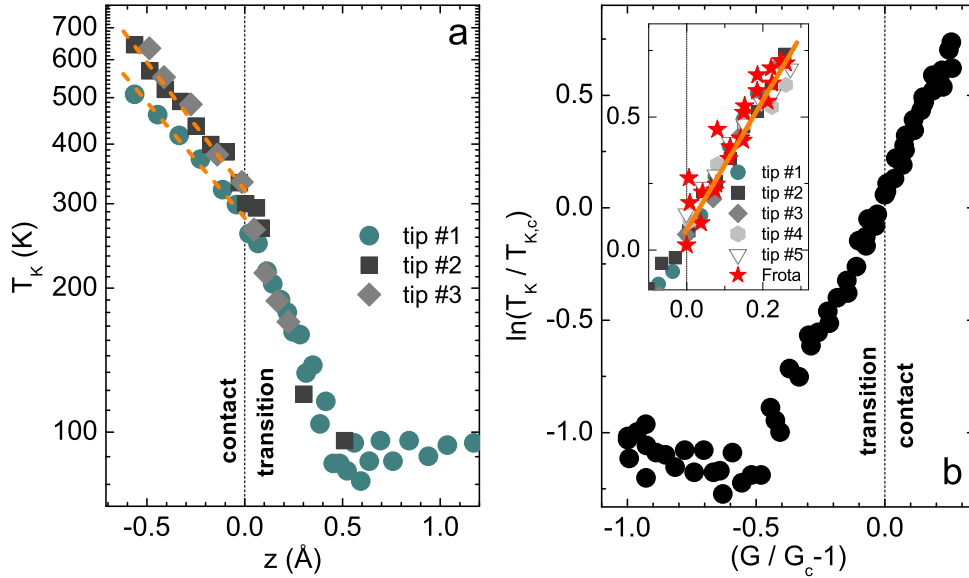 a
700
600
500
400
300
200
100
T_K (K)
-0.5
0.0
0.5
1.0
z (Å)
contact
transition
tip #1
tip #2
tip #3
b
0.5
0.0
-0.5
-1.0
ln(T_K / T_K,c)
-1.0
-0.5
0.0
(G / G_c-1)
transition
contact
0.5
0.0
0.0
0.2
tip #1
tip #2
tip #3
tip #4
tip #5
Frota